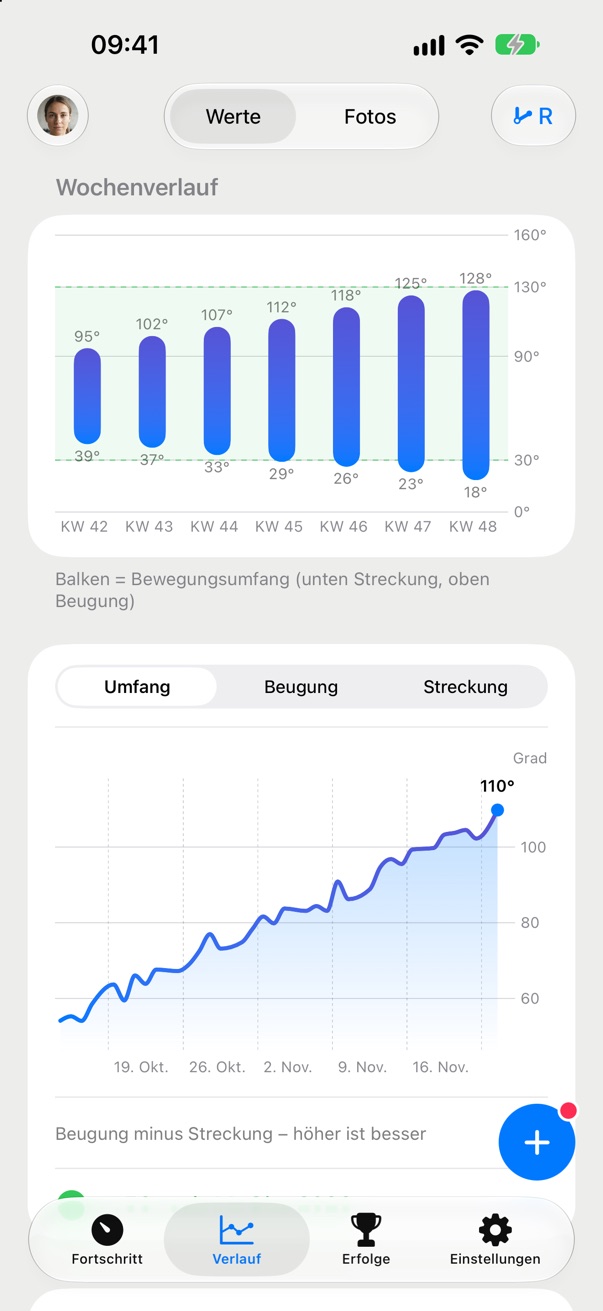 09:41
Werte
Fotos
R
Wochenverlauf
160°
130°
90°
30°
0°
95°
102°
107°
112°
118°
125°
128°
39°
37°
33°
29°
26°
23°
18°
KW 42
KW 43
KW 44
KW 45
KW 46
KW 47
KW 48
Balken = Bewegungsumfang (unten Streckung, oben
Beugung)
Umfang
Beugung
Streckung
Grad
110°
100
80
60
19. Okt.
26. Okt.
2. Nov.
9. Nov.
16. Nov.
Beugung minus Streckung – höher ist besser
Fortschritt
Verlauf
Erfolge
Einstellungen